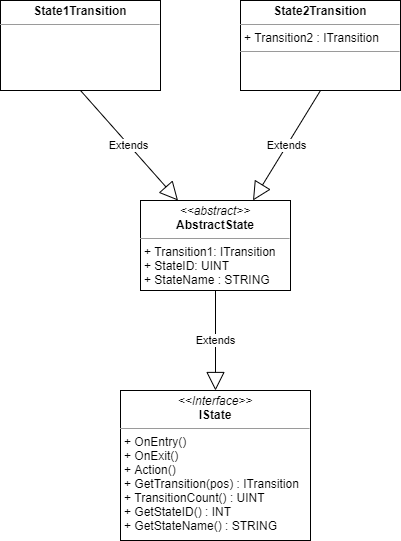 State1Transition
State2Transition
+ Transition2 : ITransition
Extends
Extends
<<abstract>>
AbstractState
+ Transition1: ITransition
+ StateID: UINT
+ StateName : STRING
Extends
<<Interface>>
IState
+ OnEntry()
+ OnExit()
+ Action()
+ GetTransition(pos) : ITransition
+ TransitionCount() : UINT
+ GetStateID() : INT
+ GetStateName() : STRING